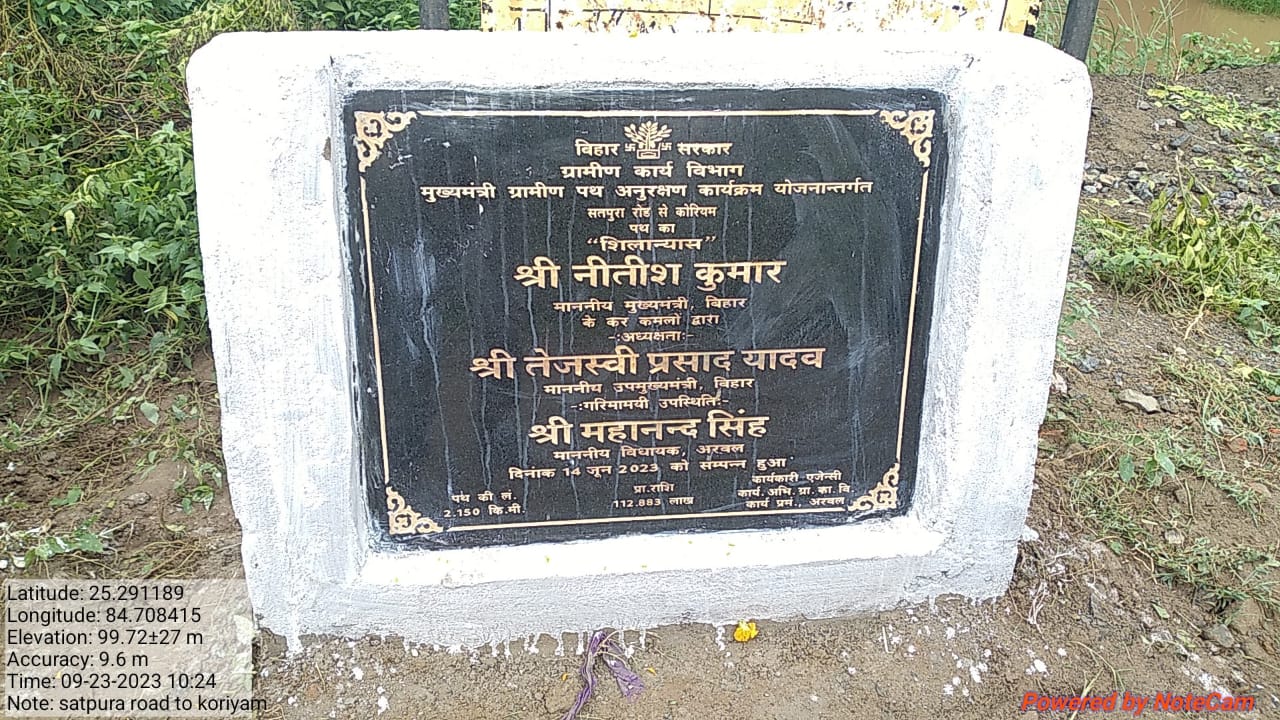 बिहार सरकार
ग्रामीण कार्य विभाग
मुख्यमंत्री ग्रामीण पथ अनुरक्षण कार्यक्रम योजनान्तर्गत
सतपुरा रोड से कोरियम
पथ का
“शिलान्यास”
श्री नीतीश कुमार
माननीय मुख्यमंत्री, बिहार
के कर कमलों द्वारा
-:अध्यक्षता:-
श्री तेजस्वी प्रसाद यादव
माननीय उपमुख्यमंत्री, बिहार
-:गरिमामयी उपस्थिति:-
श्री महानन्द सिंह
माननीय विधायक, अरवल
दिनांक 14 जून 2023 को सम्पन्न हुआ
पथ की लं.
2.150 कि.मी.
प्रा.राशि
112.883 लाख
कार्यकारी एजेन्सी
कार्य. अभि. ग्रा. का. वि.
कार्य प्रमं., अरवल
Latitude: 25.291189
Longitude: 84.708415
Elevation: 99.72±27 m
Accuracy: 9.6 m
Time: 09-23-2023 10:24
Note: satpura road to koriyam
Powered by NoteCam